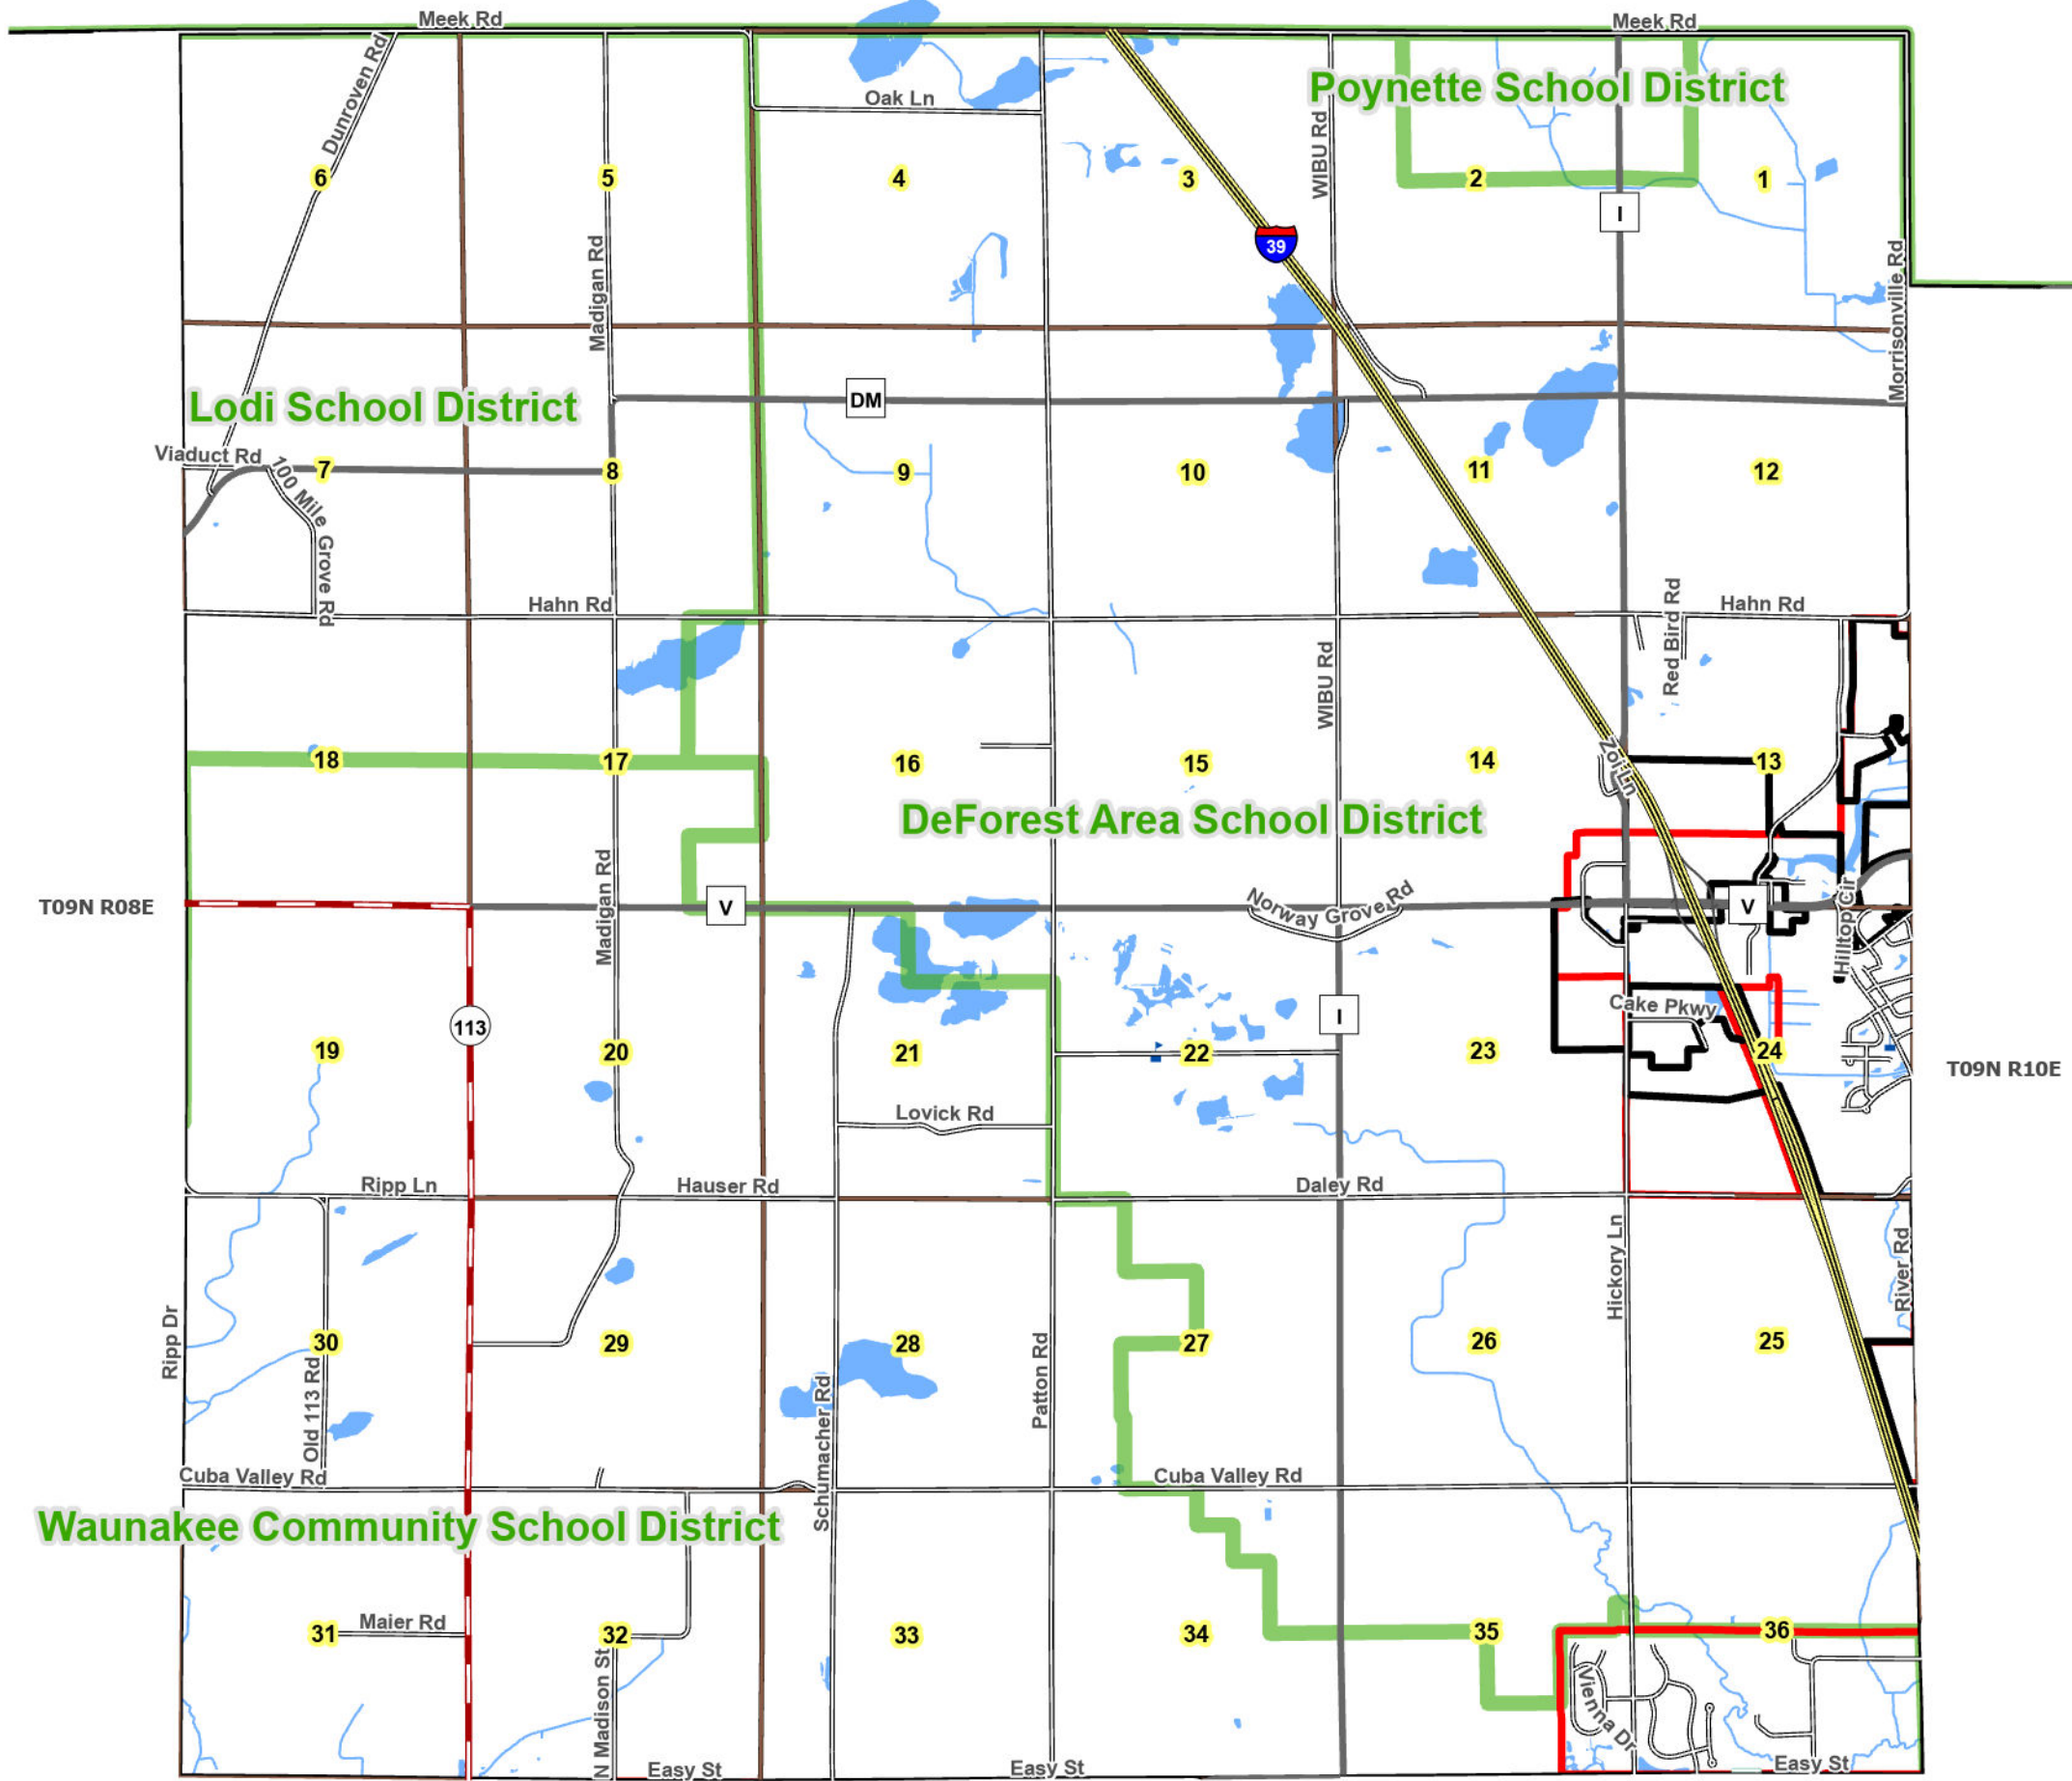 Meek Rd
Meek Rd
Dunroven Rd
Poynette School District
Oak Ln
WIBU Rd
6
5
4
3
2
1
I
39
Madigan Rd
Morrisonville Rd
Lodi School District
DM
Viaduct Rd
100 Mile Grove Rd
7
8
9
10
11
12
Hahn Rd
Hahn Rd
Red Bird Rd
WIBU Rd
18
17
16
15
14
13
Zoi Ln
DeForest Area School District
Madigan Rd
T09N R08E
V
Norway Grove Rd
V
Hilltop Cir
113
I
Cake Pkwy
19
20
21
22
23
24
T09N R10E
Lovick Rd
Ripp Ln
Hauser Rd
Daley Rd
Hickory Ln
River Rd
Ripp Dr
30
29
28
27
26
25
Old 113 Rd
Patton Rd
Schumacher Rd
Cuba Valley Rd
Cuba Valley Rd
Waunakee Community School District
31
Maier Rd
32
33
34
35
36
N Madison St
Vienna Dr
Easy St
Easy St
Easy St